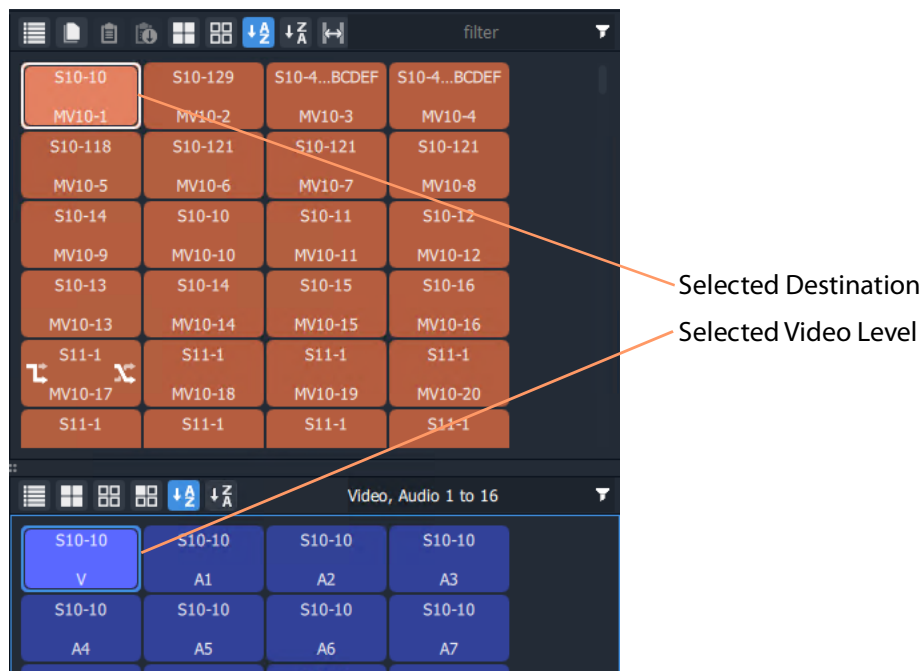 filter
S10-10 S10-129 S10-4...BCDEF S10-4...BCDEF
MV10-1 MV10-2 MV10-3 MV10-4
S10-118 S10-121 S10-121 S10-121
MV10-5 MV10-6 MV10-7 MV10-8
S10-14 S10-10 S10-11 S10-12
MV10-9 MV10-10 MV10-11 MV10-12
S10-13 S10-14 S10-15 S10-16
Selected Destination
MV10-13 MV10-14 MV10-15 MV10-16
Selected Video Level
S11-1 S11-1 S11-1 S11-1
MV10-17 MV10-18 MV10-19 MV10-20
S11-1 S11-1 S11-1 S11-1
Video, Audio 1 to 16
S10-10 S10-10 S10-10 S10-10
V A1 A2 A3
S10-10 S10-10 S10-10 S10-10
A4 A5 A6 A7